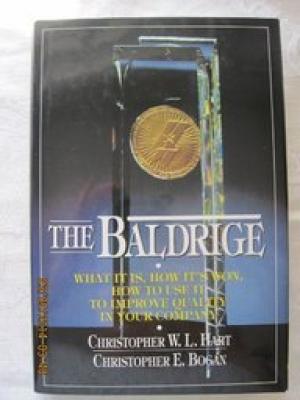 THE BALDRIGE
WHAT IT IS, HOW IT'S WON,
HOW TO USE IT
TO IMPROVE QUALITY
IN YOUR COMPANY
CHRISTOPHER W. L. HART
CHRISTOPHER E. BOGAN